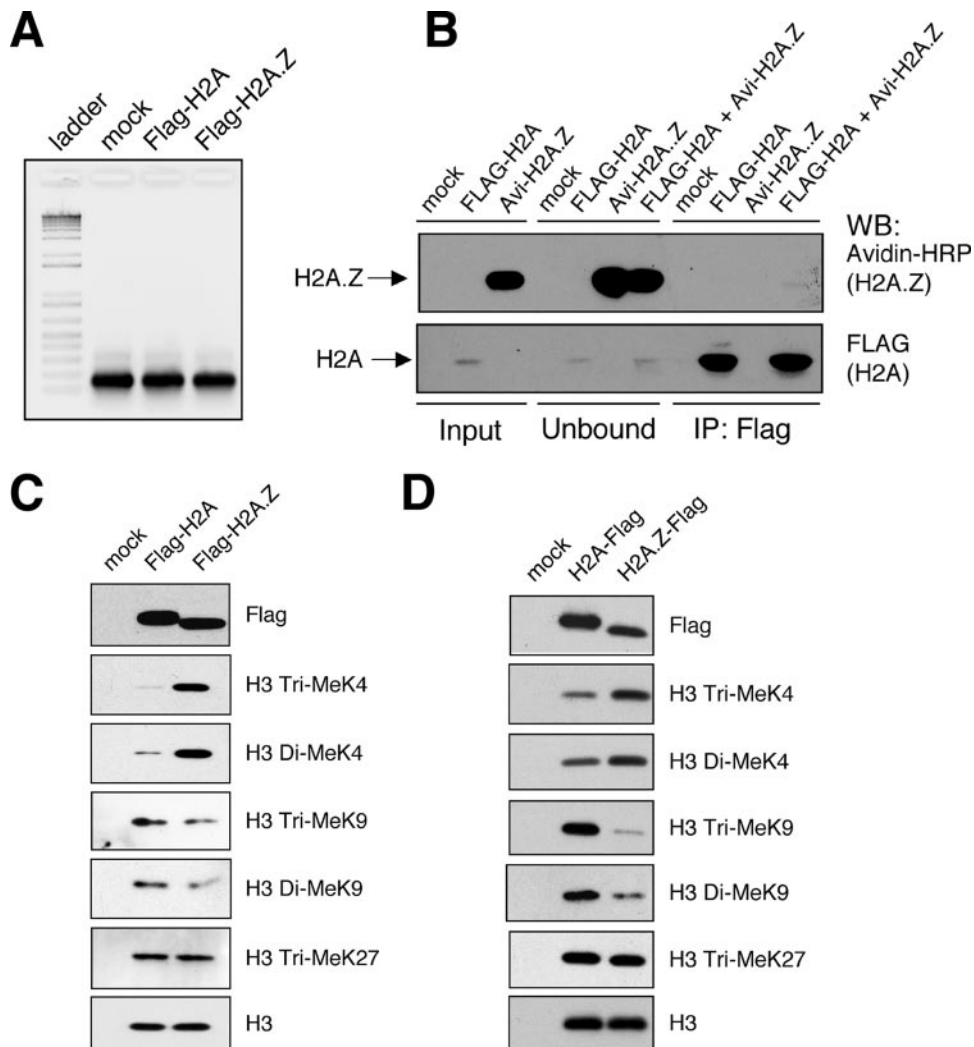 A
ladder
mock
Flag-H2A
Flag-H2A.Z
B
mock
FLAG-H2A
Avi-H2A.Z
mock
FLAG-H2A
Avi-H2A..Z
FLAG-H2A + Avi-H2A.Z
mock
FLAG-H2A
Avi-H2A..Z
FLAG-H2A + Avi-H2A.Z
WB:
H2A.Z
Avidin-HRP
(H2A.Z)
H2A
FLAG
(H2A)
Input
Unbound
IP: Flag
C
mock
Flag-H2A
Flag-H2A.Z
Flag
H3 Tri-MeK4
H3 Di-MeK4
H3 Tri-MeK9
H3 Di-MeK9
H3 Tri-MeK27
H3
D
mock
H2A-Flag
H2A.Z-Flag
Flag
H3 Tri-MeK4
H3 Di-MeK4
H3 Tri-MeK9
H3 Di-MeK9
H3 Tri-MeK27
H3